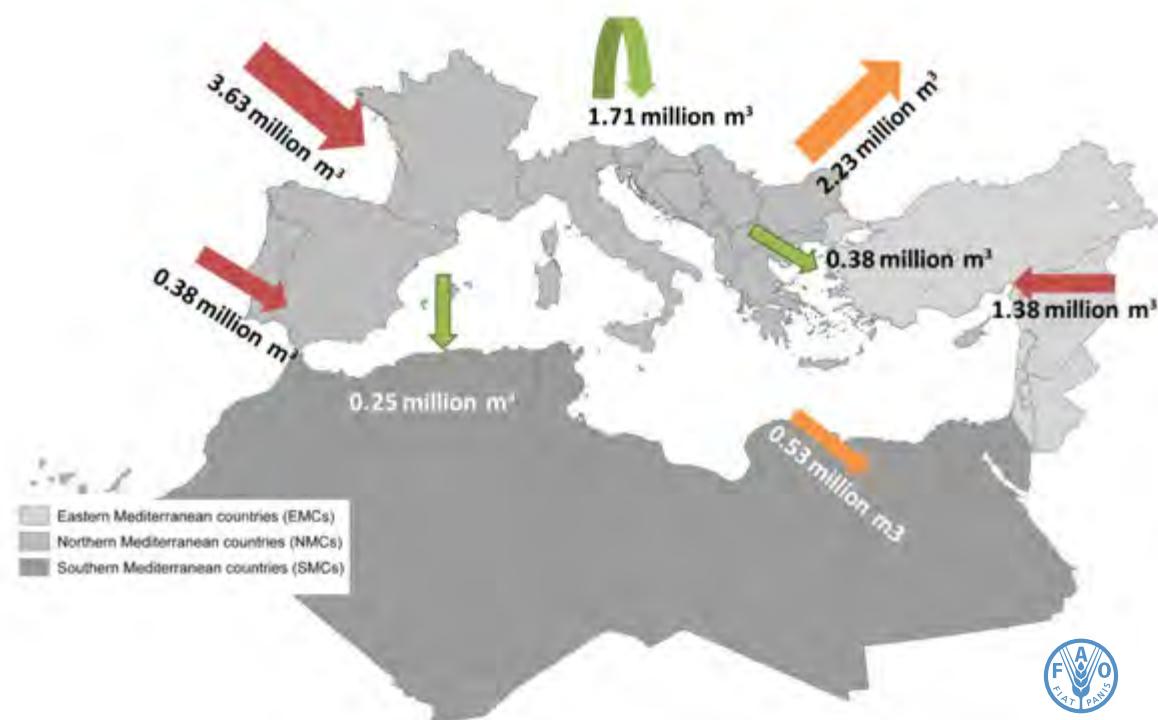 3.63 million m³
1.71 million m³
2.23 million m³
0.38 million m³
0.38 million m³
1.38 million m³
0.25 million m³
0.53 million m3
Eastern Mediterranean countries (EMCs)
Northern Mediterranean countries (NMCs)
Southern Mediterranean countries (SMCs)
F A O
FIAT PANIS